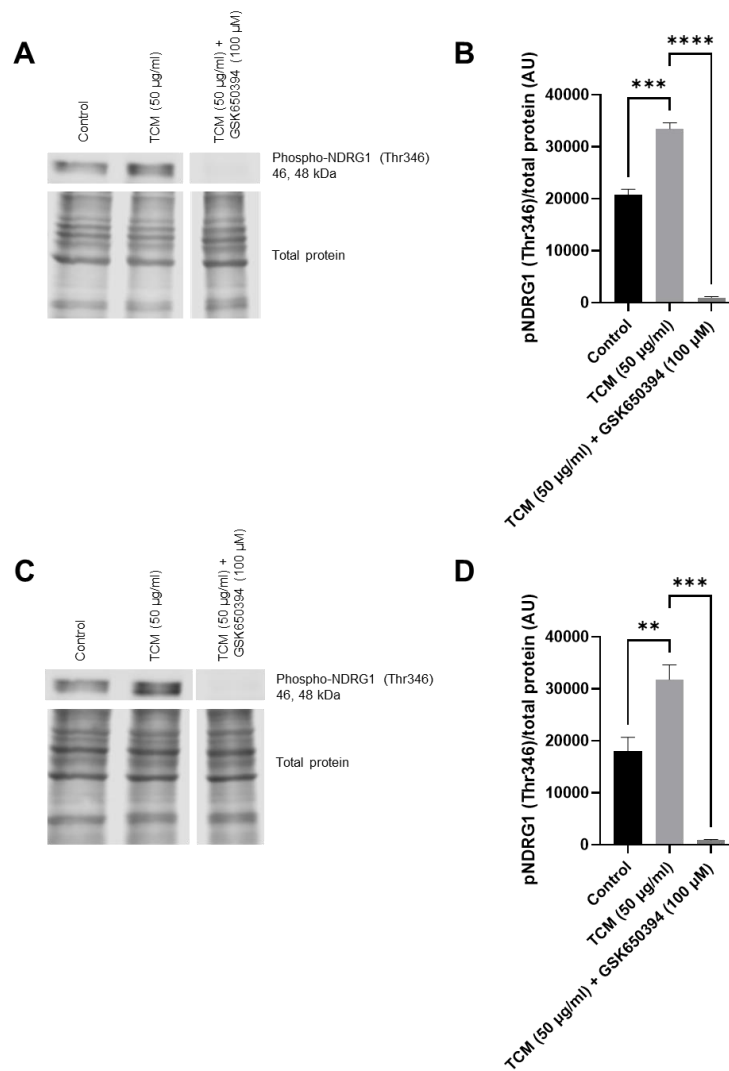 A
Control
TCM (50 µg/ml)
TCM (50 µg/ml) +
GSK650394 (100 µM)
Phospho-NDRG1 (Thr346)
46, 48 kDa
Total protein
B
pNDRG1 (Thr346)/total protein (AU)
****
***
40000
30000
20000
10000
0
Control
TCM (50 µg/ml)
TCM (50 µg/ml) + GSK650394 (100 µM)
C
Control
TCM (50 µg/ml)
TCM (50 µg/ml) +
GSK650394 (100 µM)
Phospho-NDRG1 (Thr346)
46, 48 kDa
Total protein
D
pNDRG1 (Thr346)/total protein (AU)
***
**
40000
30000
20000
10000
0
Control
TCM (50 µg/ml)
TCM (50 µg/ml) + GSK650394 (100 µM)